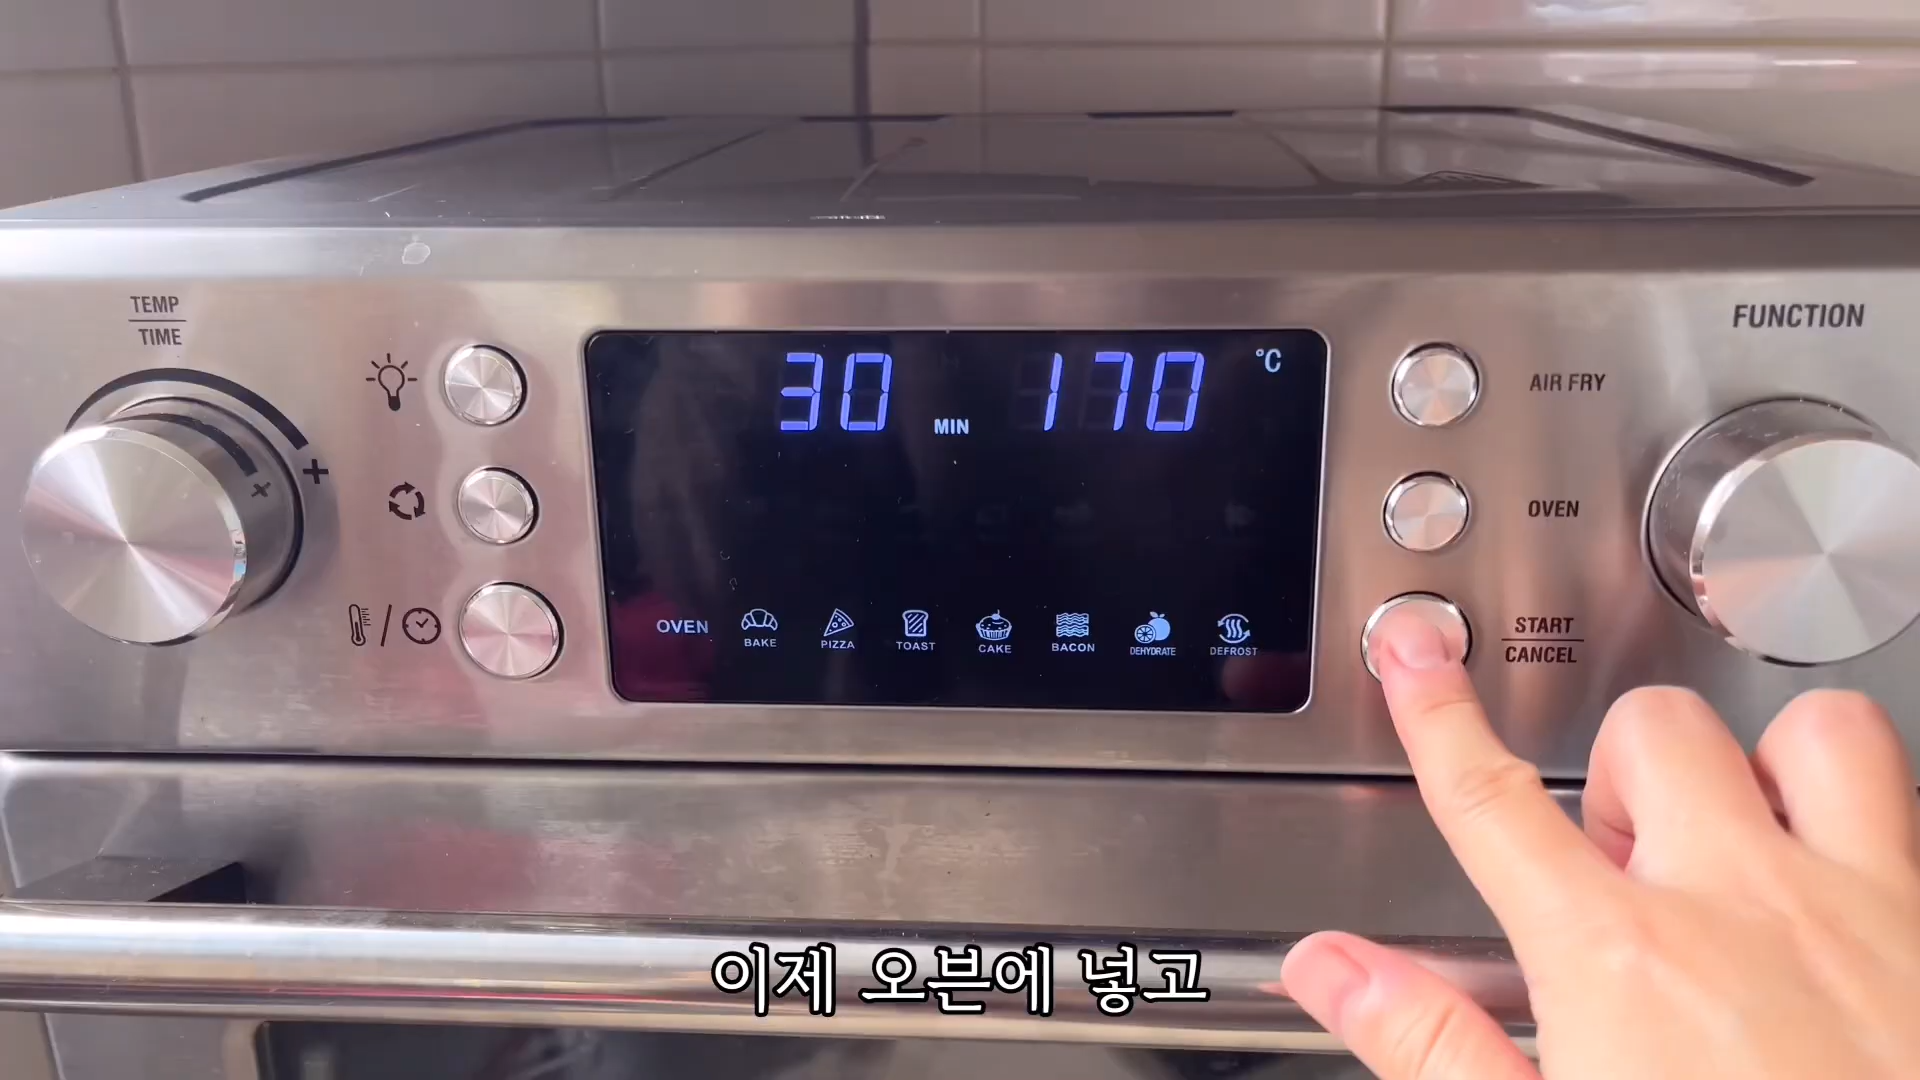 TEMP
TIME
FUNCTION
30 MIN 170 °C
AIR FRY
OVEN
START
CANCEL
OVEN BAKE PIZZA TOAST CAKE BACON DEHYDRATE DEFROST
이제 오븐에 넣고